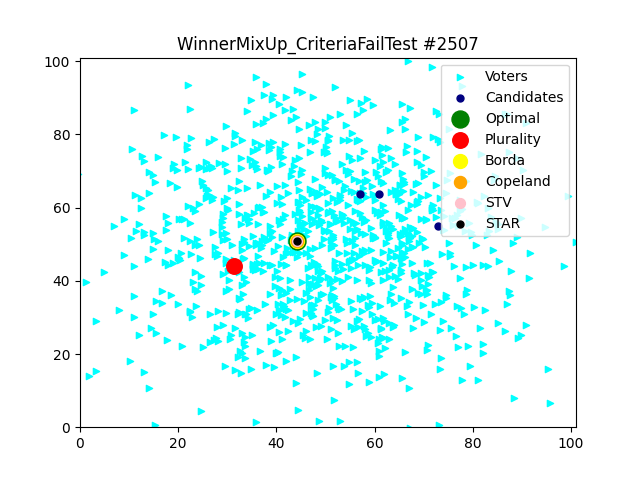 WinnerMixUp_CriteriaFailTest #2507
100
80
60
40
20
0
0 20 40 60 80 100
Voters
Candidates
Optimal
Plurality
Borda
Copeland
STV
STAR